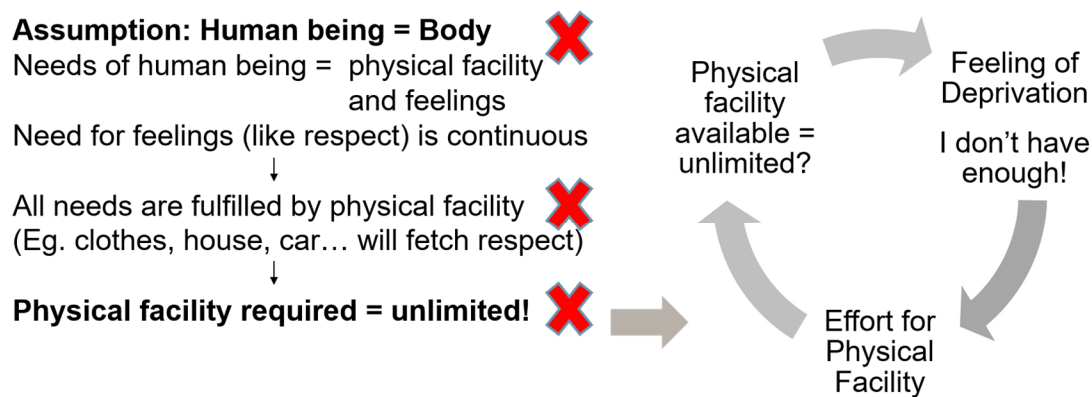 Assumption: Human being = Body
Needs of human being = physical facility
and feelings
Need for feelings (like respect) is continuous
All needs are fulfilled by physical facility
(Eg. clothes, house, car… will fetch respect)
Physical facility required = unlimited!
Physical
facility
available =
unlimited?
Feeling of
Deprivation
I don’t have
enough!
Effort for
Physical
Facility